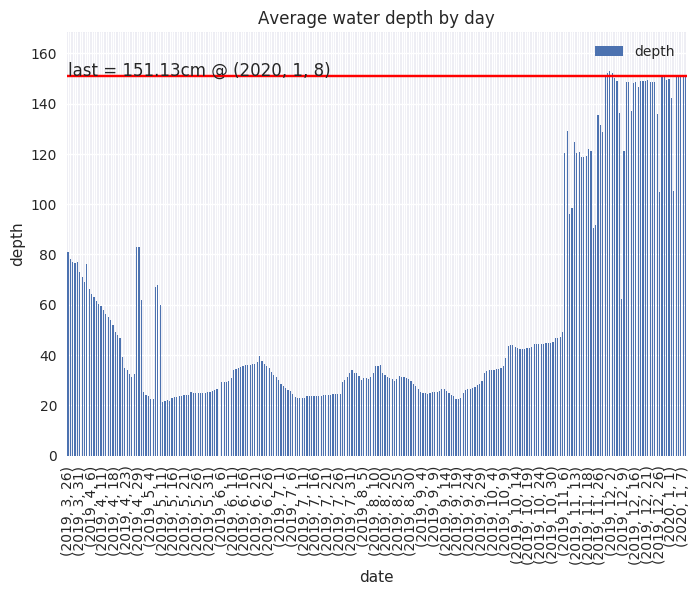 Average water depth by day
depth
last = 151.13cm @ (2020, 1, 8)
depth
160
140
120
100
80
60
40
20
0
(2019, 3, 26)
(2019, 3, 31)
(2019, 4, 6)
(2019, 4, 11)
(2019, 4, 18)
(2019, 4, 23)
(2019, 4, 29)
(2019, 5, 4)
(2019, 5, 11)
(2019, 5, 16)
(2019, 5, 21)
(2019, 5, 26)
(2019, 5, 31)
(2019, 6, 6)
(2019, 6, 11)
(2019, 6, 16)
(2019, 6, 21)
(2019, 6, 26)
(2019, 7, 1)
(2019, 7, 6)
(2019, 7, 11)
(2019, 7, 16)
(2019, 7, 21)
(2019, 7, 26)
(2019, 7, 31)
(2019, 8, 5)
(2019, 8, 10)
(2019, 8, 20)
(2019, 8, 25)
(2019, 8, 30)
(2019, 9, 4)
(2019, 9, 9)
(2019, 9, 14)
(2019, 9, 19)
(2019, 9, 24)
(2019, 9, 29)
(2019, 10, 4)
(2019, 10, 9)
(2019, 10, 14)
(2019, 10, 19)
(2019, 10, 24)
(2019, 10, 30)
(2019, 11, 6)
(2019, 11, 13)
(2019, 11, 18)
(2019, 11, 26)
(2019, 12, 2)
(2019, 12, 9)
(2019, 12, 16)
(2019, 12, 21)
(2019, 12, 26)
(2020, 1, 1)
(2020, 1, 7)
date